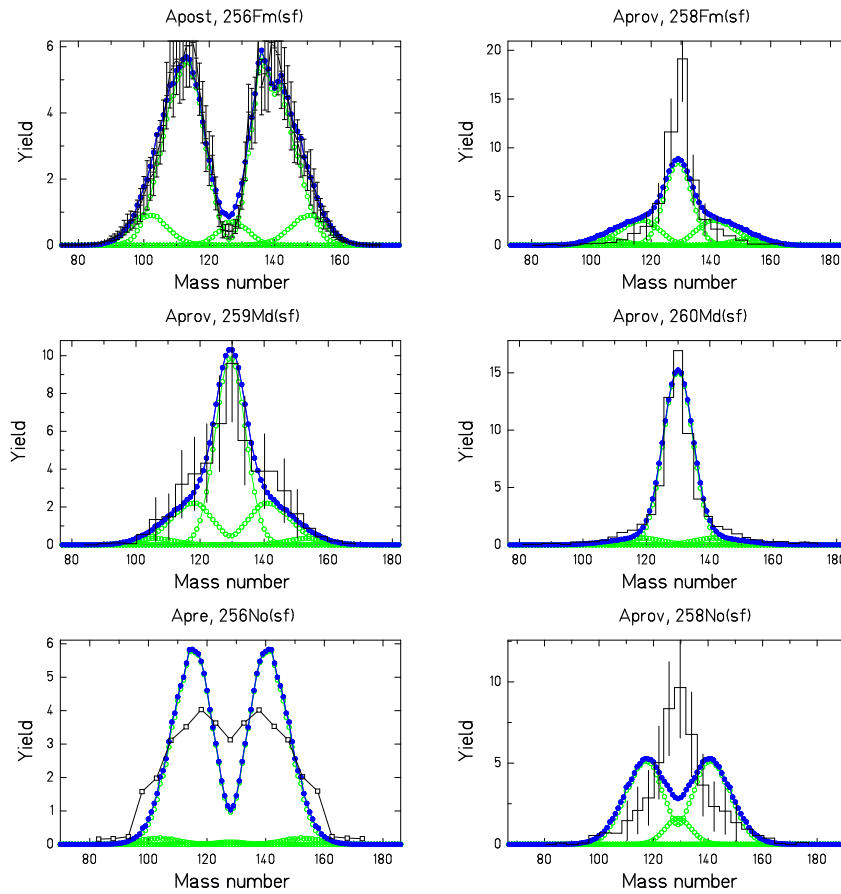 Apost, 256Fm(sf)
Yield
6
4
2
0
80 100 120 140 160
Mass number
Aprov, 258Fm(sf)
Yield
20
15
10
5
0
80 100 120 140 160 180
Mass number
Aprov, 259Md(sf)
Yield
10
8
6
4
2
0
80 100 120 140 160 180
Mass number
Aprov, 260Md(sf)
Yield
15
10
5
0
80 100 120 140 160 180
Mass number
Apre, 256No(sf)
Yield
6
5
4
3
2
1
0
80 100 120 140 160 180
Mass number
Aprov, 258No(sf)
Yield
10
5
0
80 100 120 140 160 180
Mass number